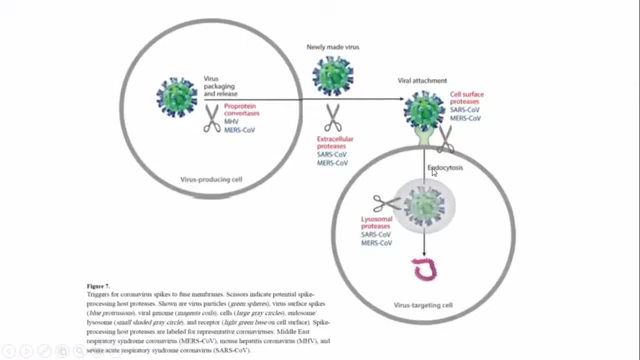 Newly made virus
Virus
packaging
and release
Viral attachment
Proprotein
convertases
MHV
MERS-CoV
Cell surface
proteases
SARS-CoV
MERS-CoV
Extracellular
proteases
SARS-CoV
MERS-CoV
Virus-producing cell
Endocytosis
Lysosomal
proteases
SARS-CoV
MERS-CoV
Virus-targeting cell
Figure 7.
Triggers for coronavirus spikes to fuse membranes. Scissors indicate potential spike-
processing host proteases. Shown are virus particles (green spheres), virus surface spikes
(blue protrusions), viral genome (magenta coils), cells (large gray circles), endosome/
lysosome (small shaded gray circle), and receptor (light green base on cell surface). Spike-
processing host proteases are labeled for representative coronaviruses: Middle East
respiratory syndrome coronavirus (MERS-CoV), mouse hepatitis coronavirus (MHV), and
severe acute respiratory syndrome coronavirus (SARS-CoV).